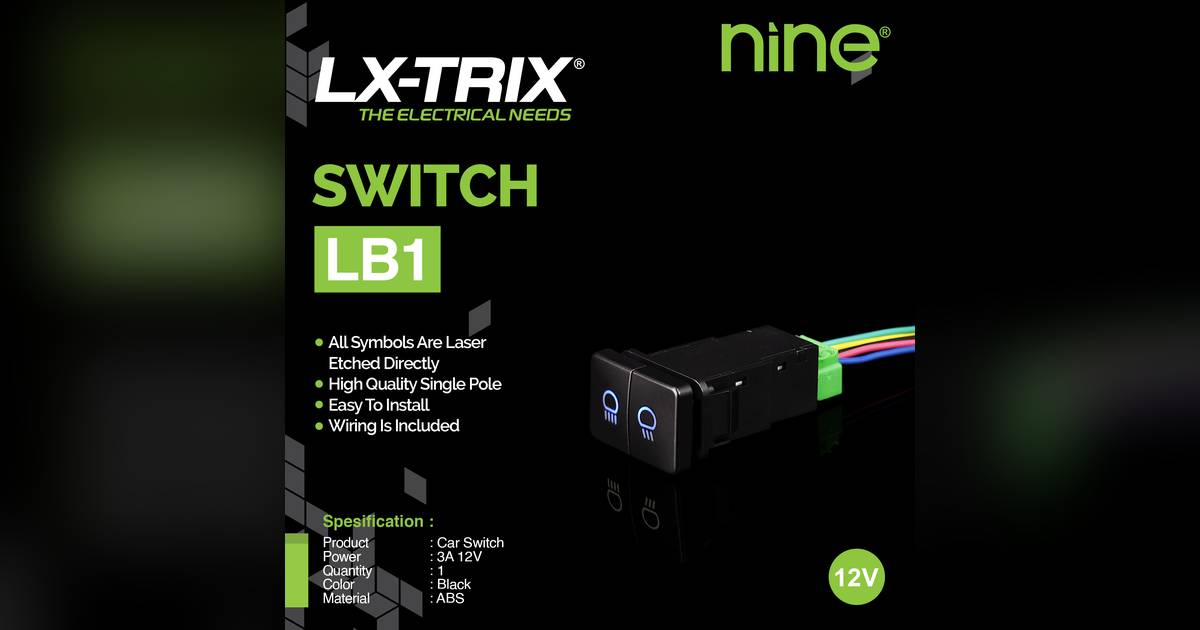 nine®
LX-TRIX®
THE ELECTRICAL NEEDS
SWITCH
LB1
All Symbols Are Laser
Etched Directly
High Quality Single Pole
Easy To Install
Wiring Is Included
Spesification :
Product : Car Switch
Power : 3A 12V
Quantity : 1
Color : Black
Material : ABS
12V